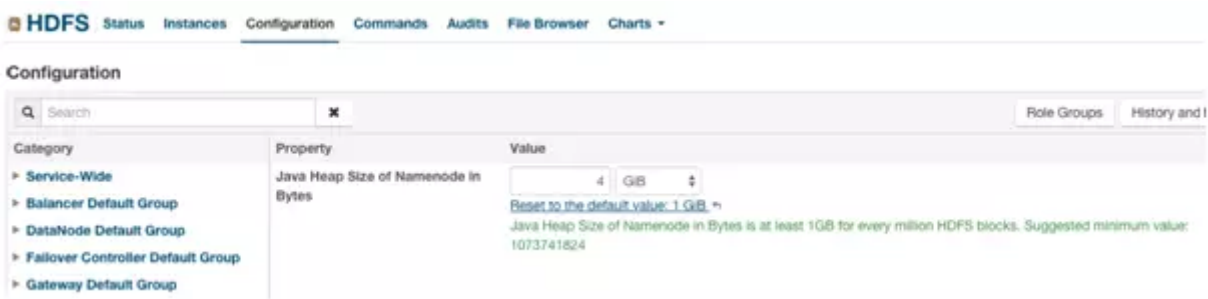 HDFS Status Instances Configuration Commands Audits File Browser Charts
Configuration
Search
Role Groups
History and
Category
Property
Value
Service-Wide
Balancer Default Group
DataNode Default Group
Failover Controller Default Group
Gateway Default Group
Java Heap Size of Namenode in
Bytes
4 GiB
Reset to the default value: 1 GiB
Java Heap Size of Namenode in Bytes is at least 1GB for every million HDFS blocks. Suggested minimum value:
1073741824